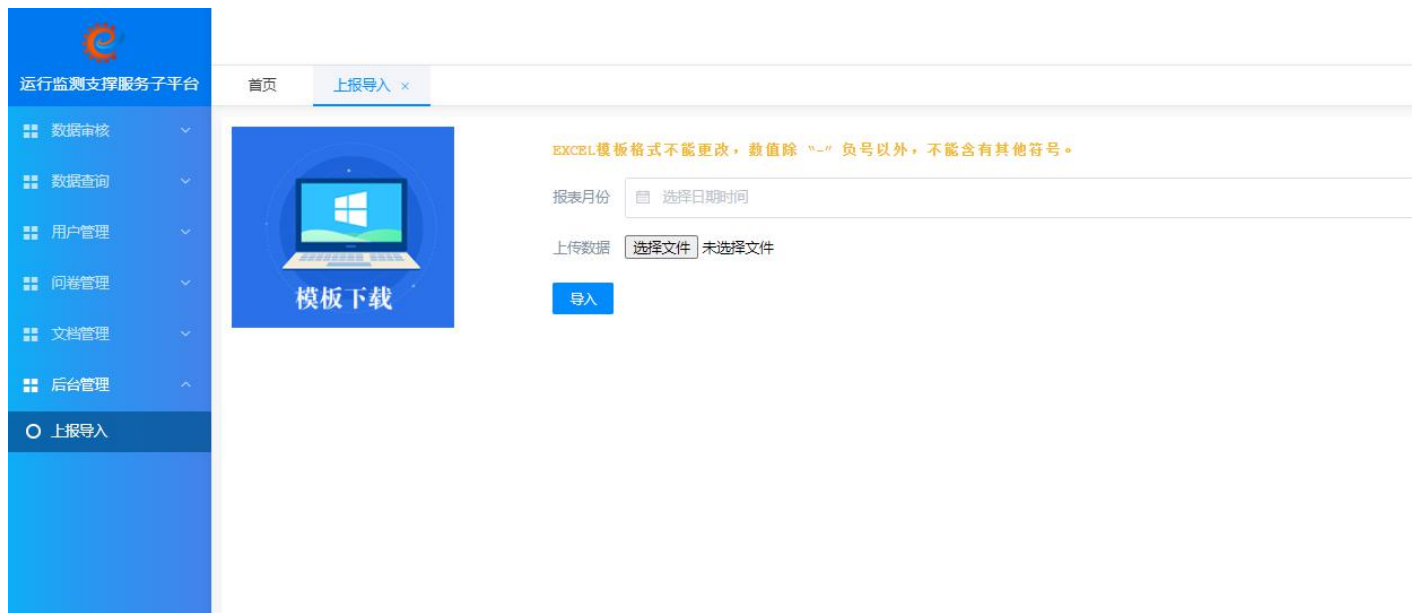 运行监测支撑服务子平台
首页
上报导入 ×
数据审核
数据查询
用户管理
问卷管理
文档管理
后台管理
上报导入
模板下载
EXCEL模板格式不能更改，数值除 “-” 负号以外，不能含有其他符号。
报表月份 选择日期时间
上传数据 选择文件 未选择文件
导入